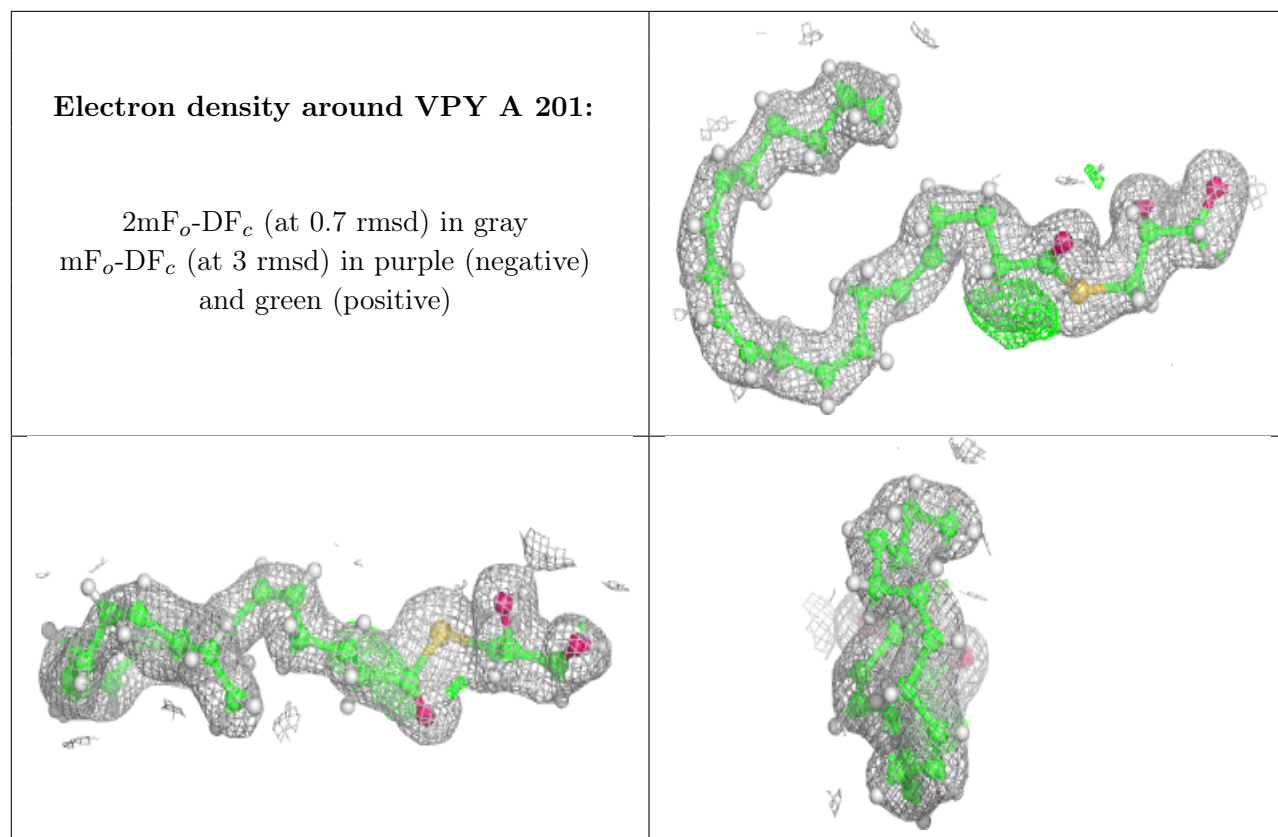 Electron density around VPY A 201:
2mFo-DFc (at 0.7 rmsd) in gray
mFo-DFc (at 3 rmsd) in purple (negative)
and green (positive)